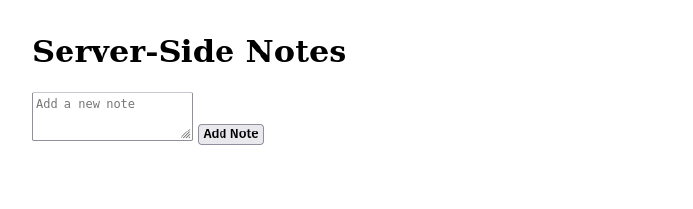 Server-Side Notes
Add a new note
Add Note